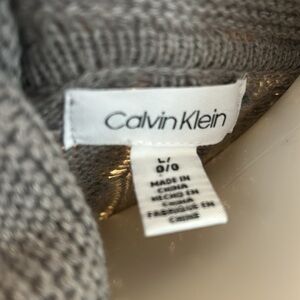 Calvin Klein
L/
G/G
MADE IN
CHINA
HECHO EN
CHINA
FABRIQUÉ EN
CHINE